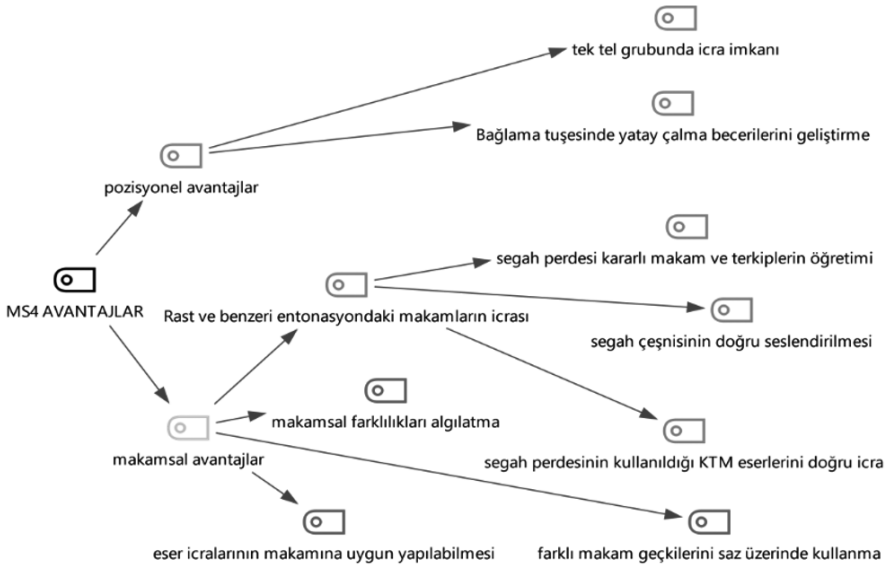 tek tel grubunda icra imkanı
Bağlama tuşesinde yatay çalma becerilerini geliştirme
pozisyonel avantajlar
segah perdesi kararlı makam ve terkiplerin öğretimi
MS4 AVANTAJLAR
Rast ve benzeri entonasyondaki makamların icrası
segah çeşnisinin doğru seslendirilmesi
makamsal farklılıkları algılatma
makamsal avantajlar
segah perdesinin kullanıldığı KTM eserlerini doğru icra
eser icralarının makamına uygun yapılabilmesi
farklı makam geçkilerini saz üzerinde kullanma